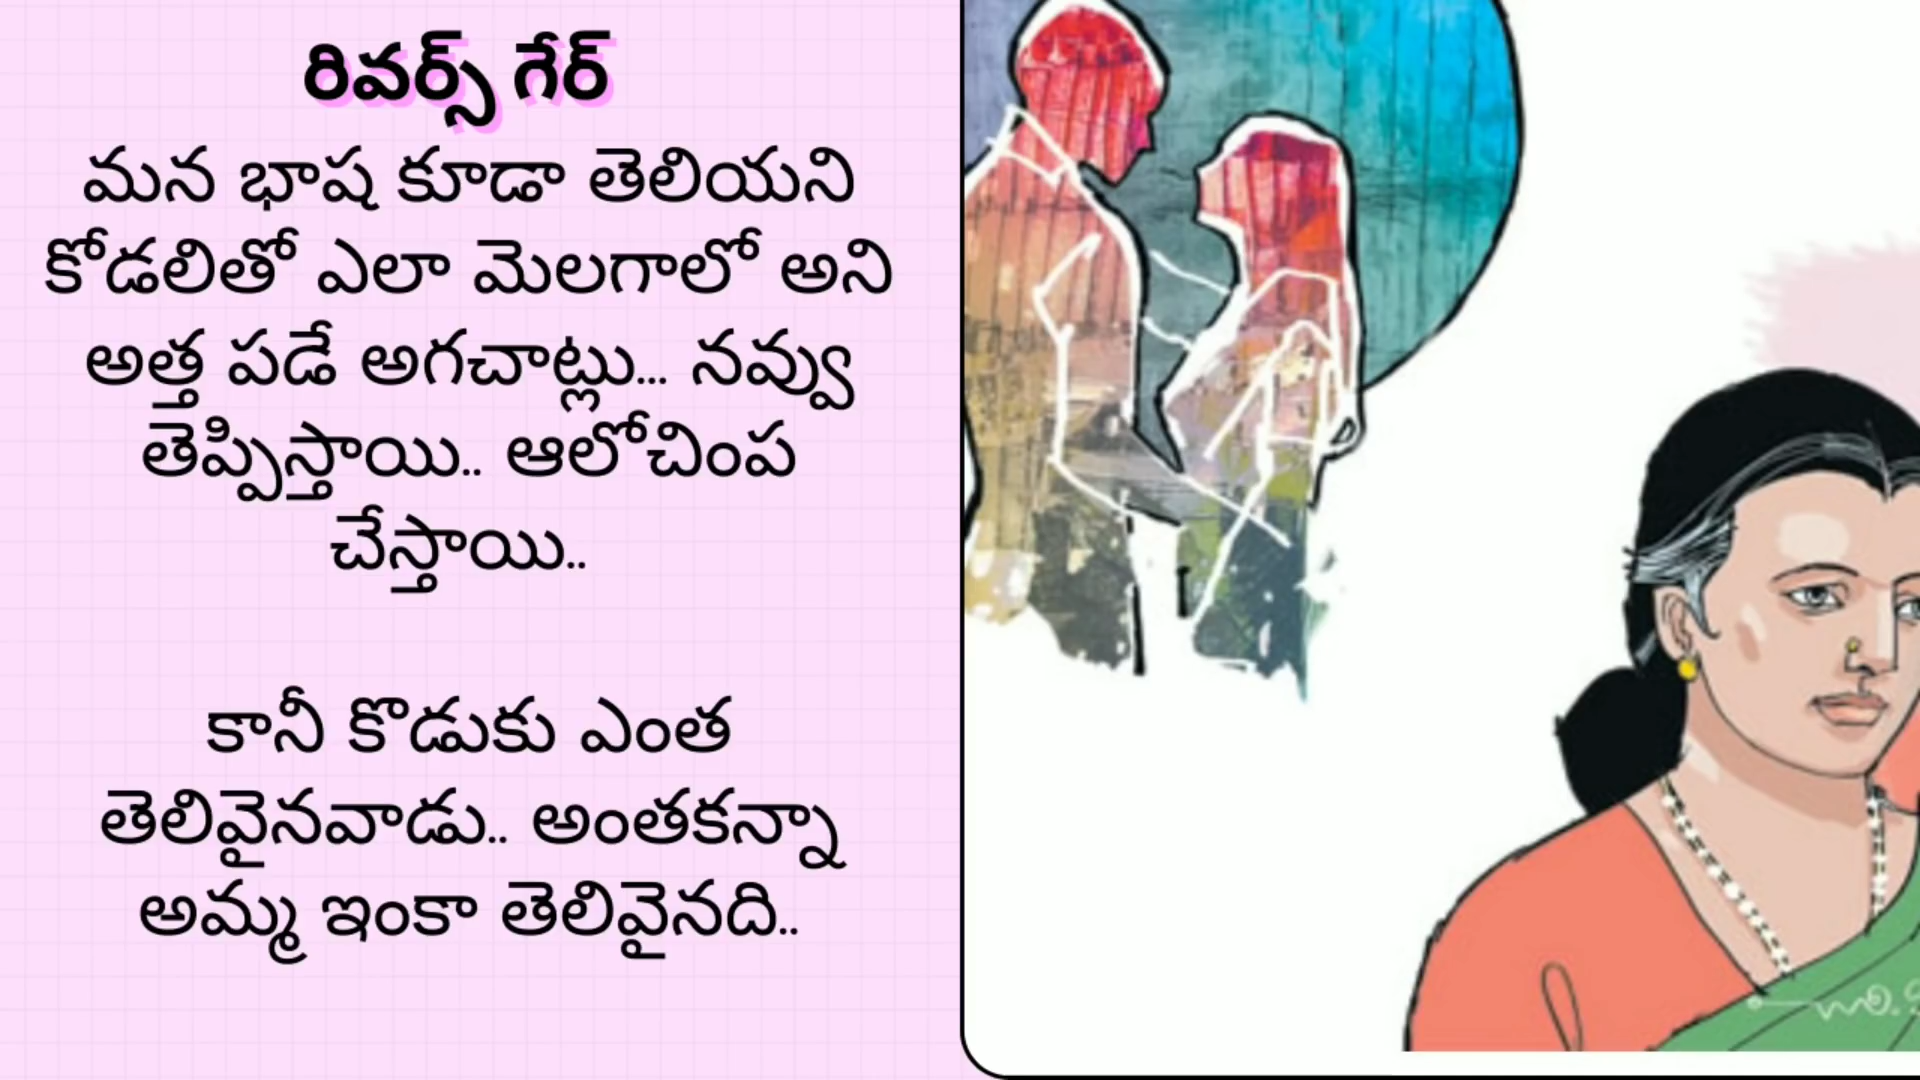 రివర్స్ గేర్
మన భాష కూడా తెలియని
కోడలితో ఎలా మెలగాలో అని
అత్త పడే అగచాట్లు... నవ్వు
తెప్పిస్తాయి.. ఆలోచింప
చేస్తాయి..
కానీ కొడుకు ఎంత
తెలివైనవాడు.. అంతకన్నా
అమ్మ ఇంకా తెలివైనది..